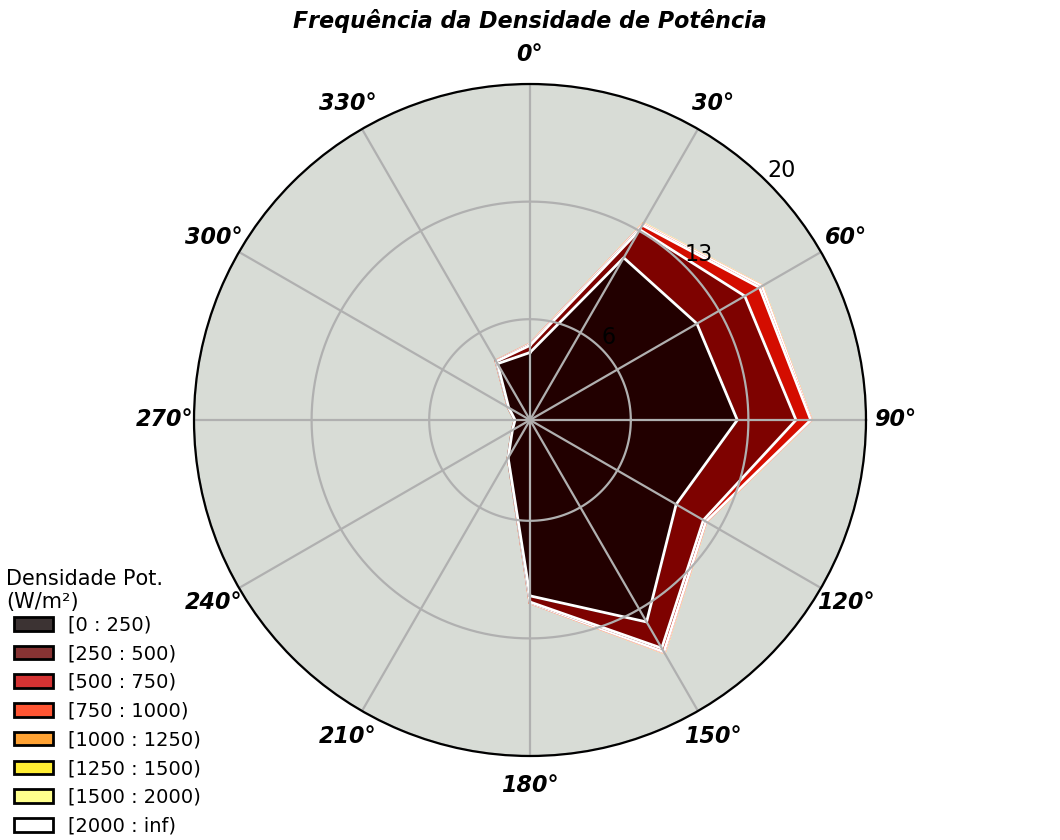 Frequência da Densidade de Potência
0°
330°
30°
20
300°
60°
13
6
270°
90°
240°
120°
210°
150°
180°
Densidade Pot.
(W/m²)
[0 : 250)
[250 : 500)
[500 : 750)
[750 : 1000)
[1000 : 1250)
[1250 : 1500)
[1500 : 2000)
[2000 : inf)